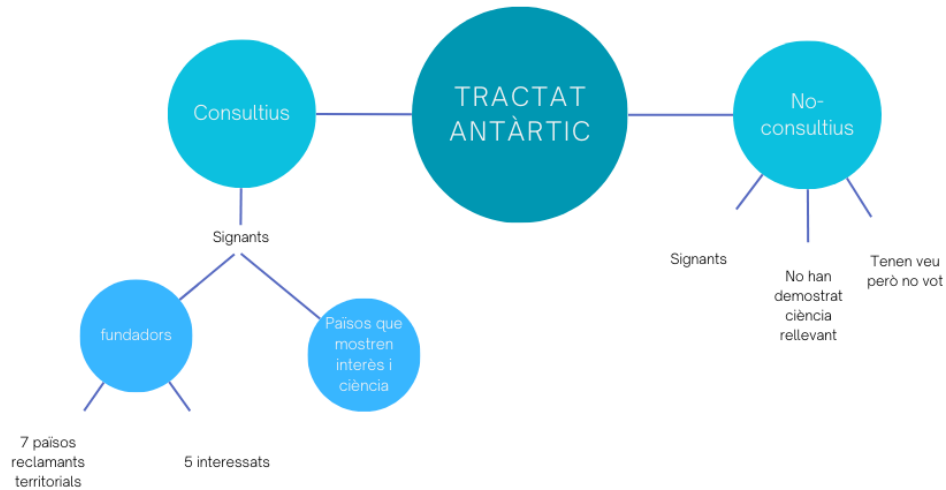 TRACTAT
ANTÀRTIC
Consultius
No-
consultius
Signants
fundadors
Països que
mostren
interès i
ciència
7 països
reclamants
territorials
5 interessats
Signants
No han
demostrat
ciència
rellevant
Tenen veu
però no vot